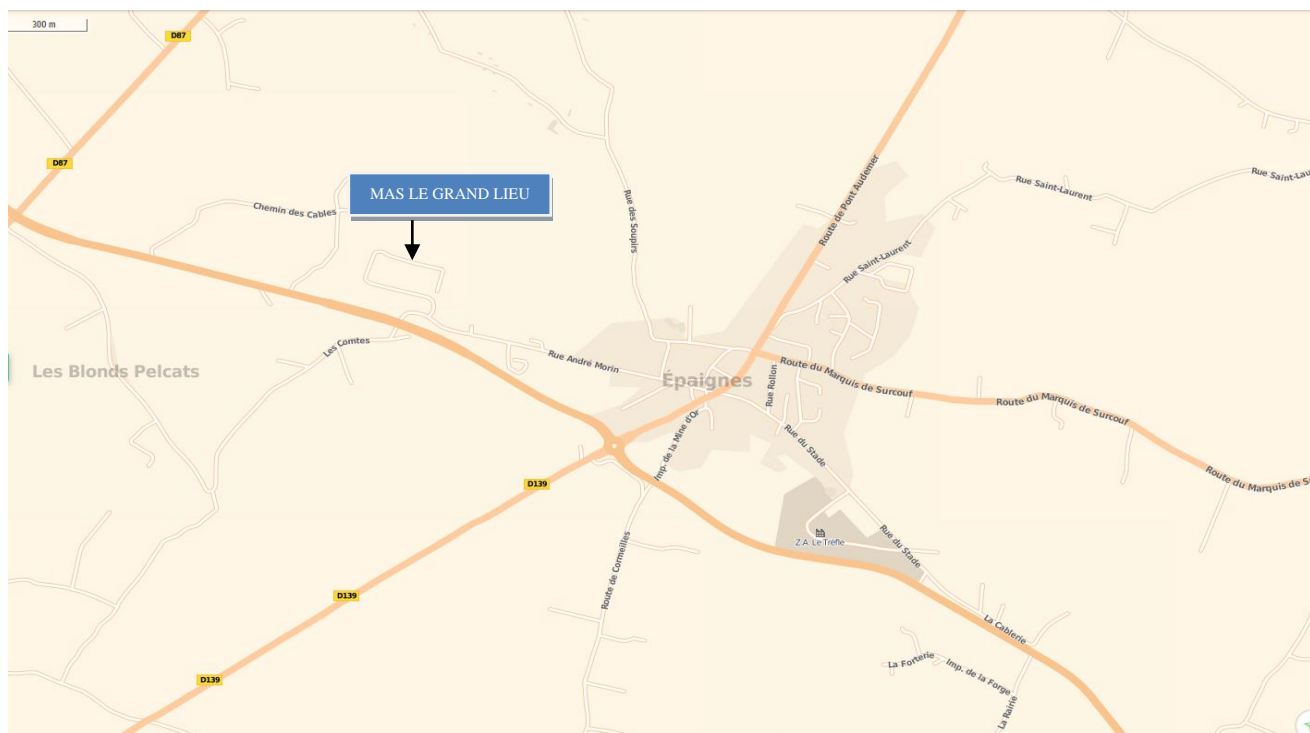 300 m
D87
D87
MAS LE GRAND LIEU
Chemin des Cables
Rue des Soupirs
Route de Pont Audemer
Rue Saint-Laurent
Rue Saint-Lau
Rue Saint-Laurent
Les Comtes
Rue André Morin
Les Blonds Pelcats
Épaignes
Route du Marquis de Surcouf
Rue Rollon
Route du Marquis de Surcouf
Imp. de la Mine d'Or
Rue du Stade
Route du Marquis de S
D139
Z.A. Le Trèfle
Rue du Stade
Route de Cormeilles
D139
La Cablerie
La Forterie
Imp. de la Forge
D139
La Rairie